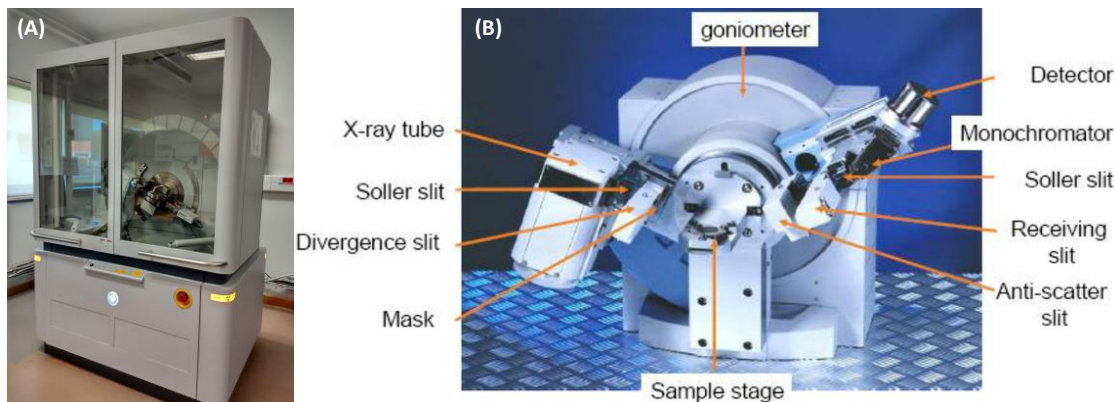 (A)
(B)
goniometer
X-ray tube
Soller slit
Divergence slit
Mask
Sample stage
Detector
Monochromator
Soller slit
Receiving
slit
Anti-scatter
slit